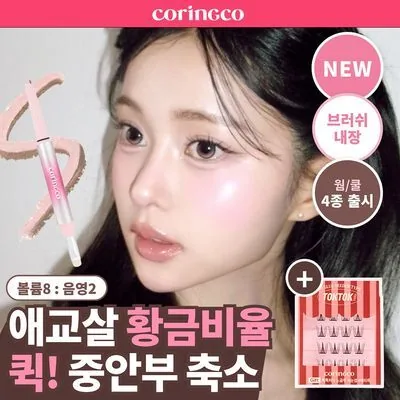 coringco
NEW
브러쉬
내장
웜/쿨
4종 출시
coringco
볼륨8 : 음영2
애교살 황금비율
퀵! 중안부 축소
+
TOKTOK!
Gift
coringco